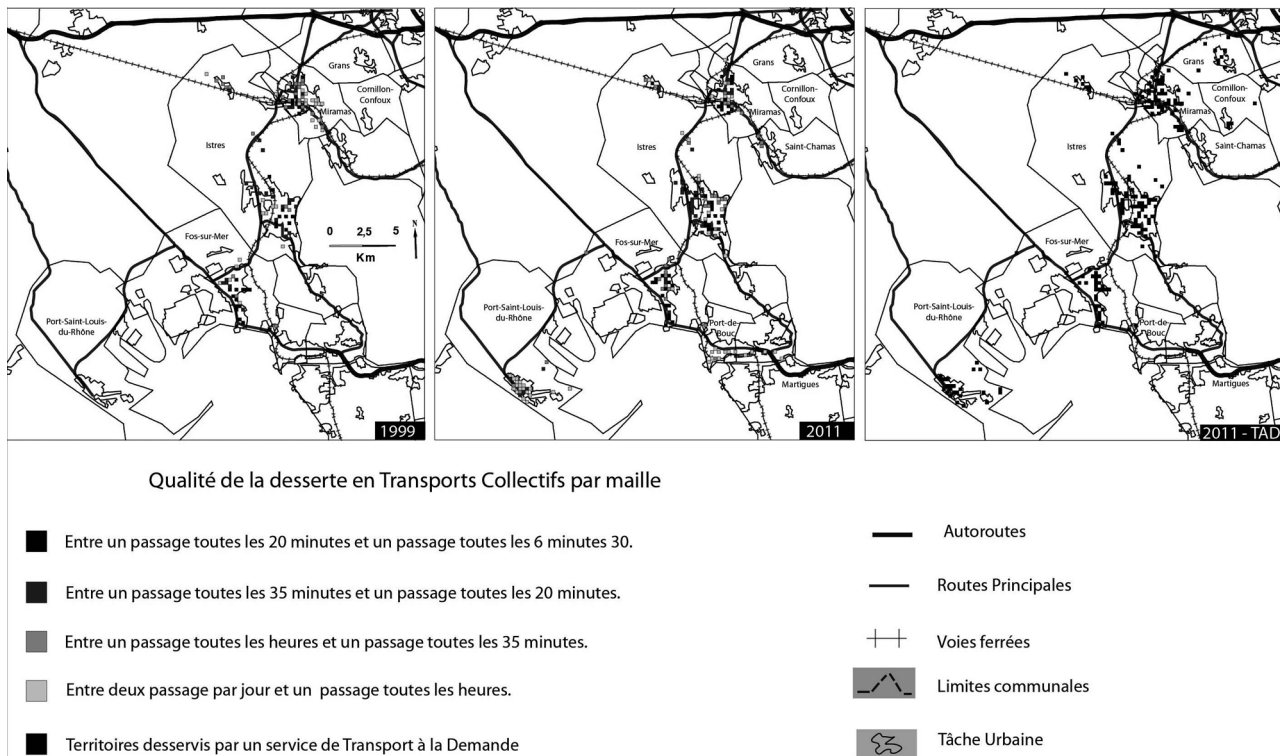 Grans
Cornillon-
Confoux
Miramas
Istres
Saint-Chamas
0 2,5 5
Km
N
Fos-sur-Mer
Port-Saint-Louis-
du-Rhône
1999
Grans
Cornillon-
Confoux
Miramas
Istres
Saint-Chamas
Fos-sur-Mer
Port-Saint-Louis-
du-Rhône
Port-de-
Bouc
Martigues
2011
Grans
Cornillon-
Confoux
Miramas
Istres
Saint-Chamas
Fos-sur-Mer
Port-Saint-Louis-
du-Rhône
Port-de-
Bouc
Martigues
2011 - TAD
Qualité de la desserte en Transports Collectifs par maille
Entre un passage toutes les 20 minutes et un passage toutes les 6 minutes 30.
Entre un passage toutes les 35 minutes et un passage toutes les 20 minutes.
Entre un passage toutes les heures et un passage toutes les 35 minutes.
Entre deux passage par jour et un passage toutes les heures.
Territoires desservis par un service de Transport à la Demande
Autoroutes
Routes Principales
Voies ferrées
Limites communales
Tâche Urbaine